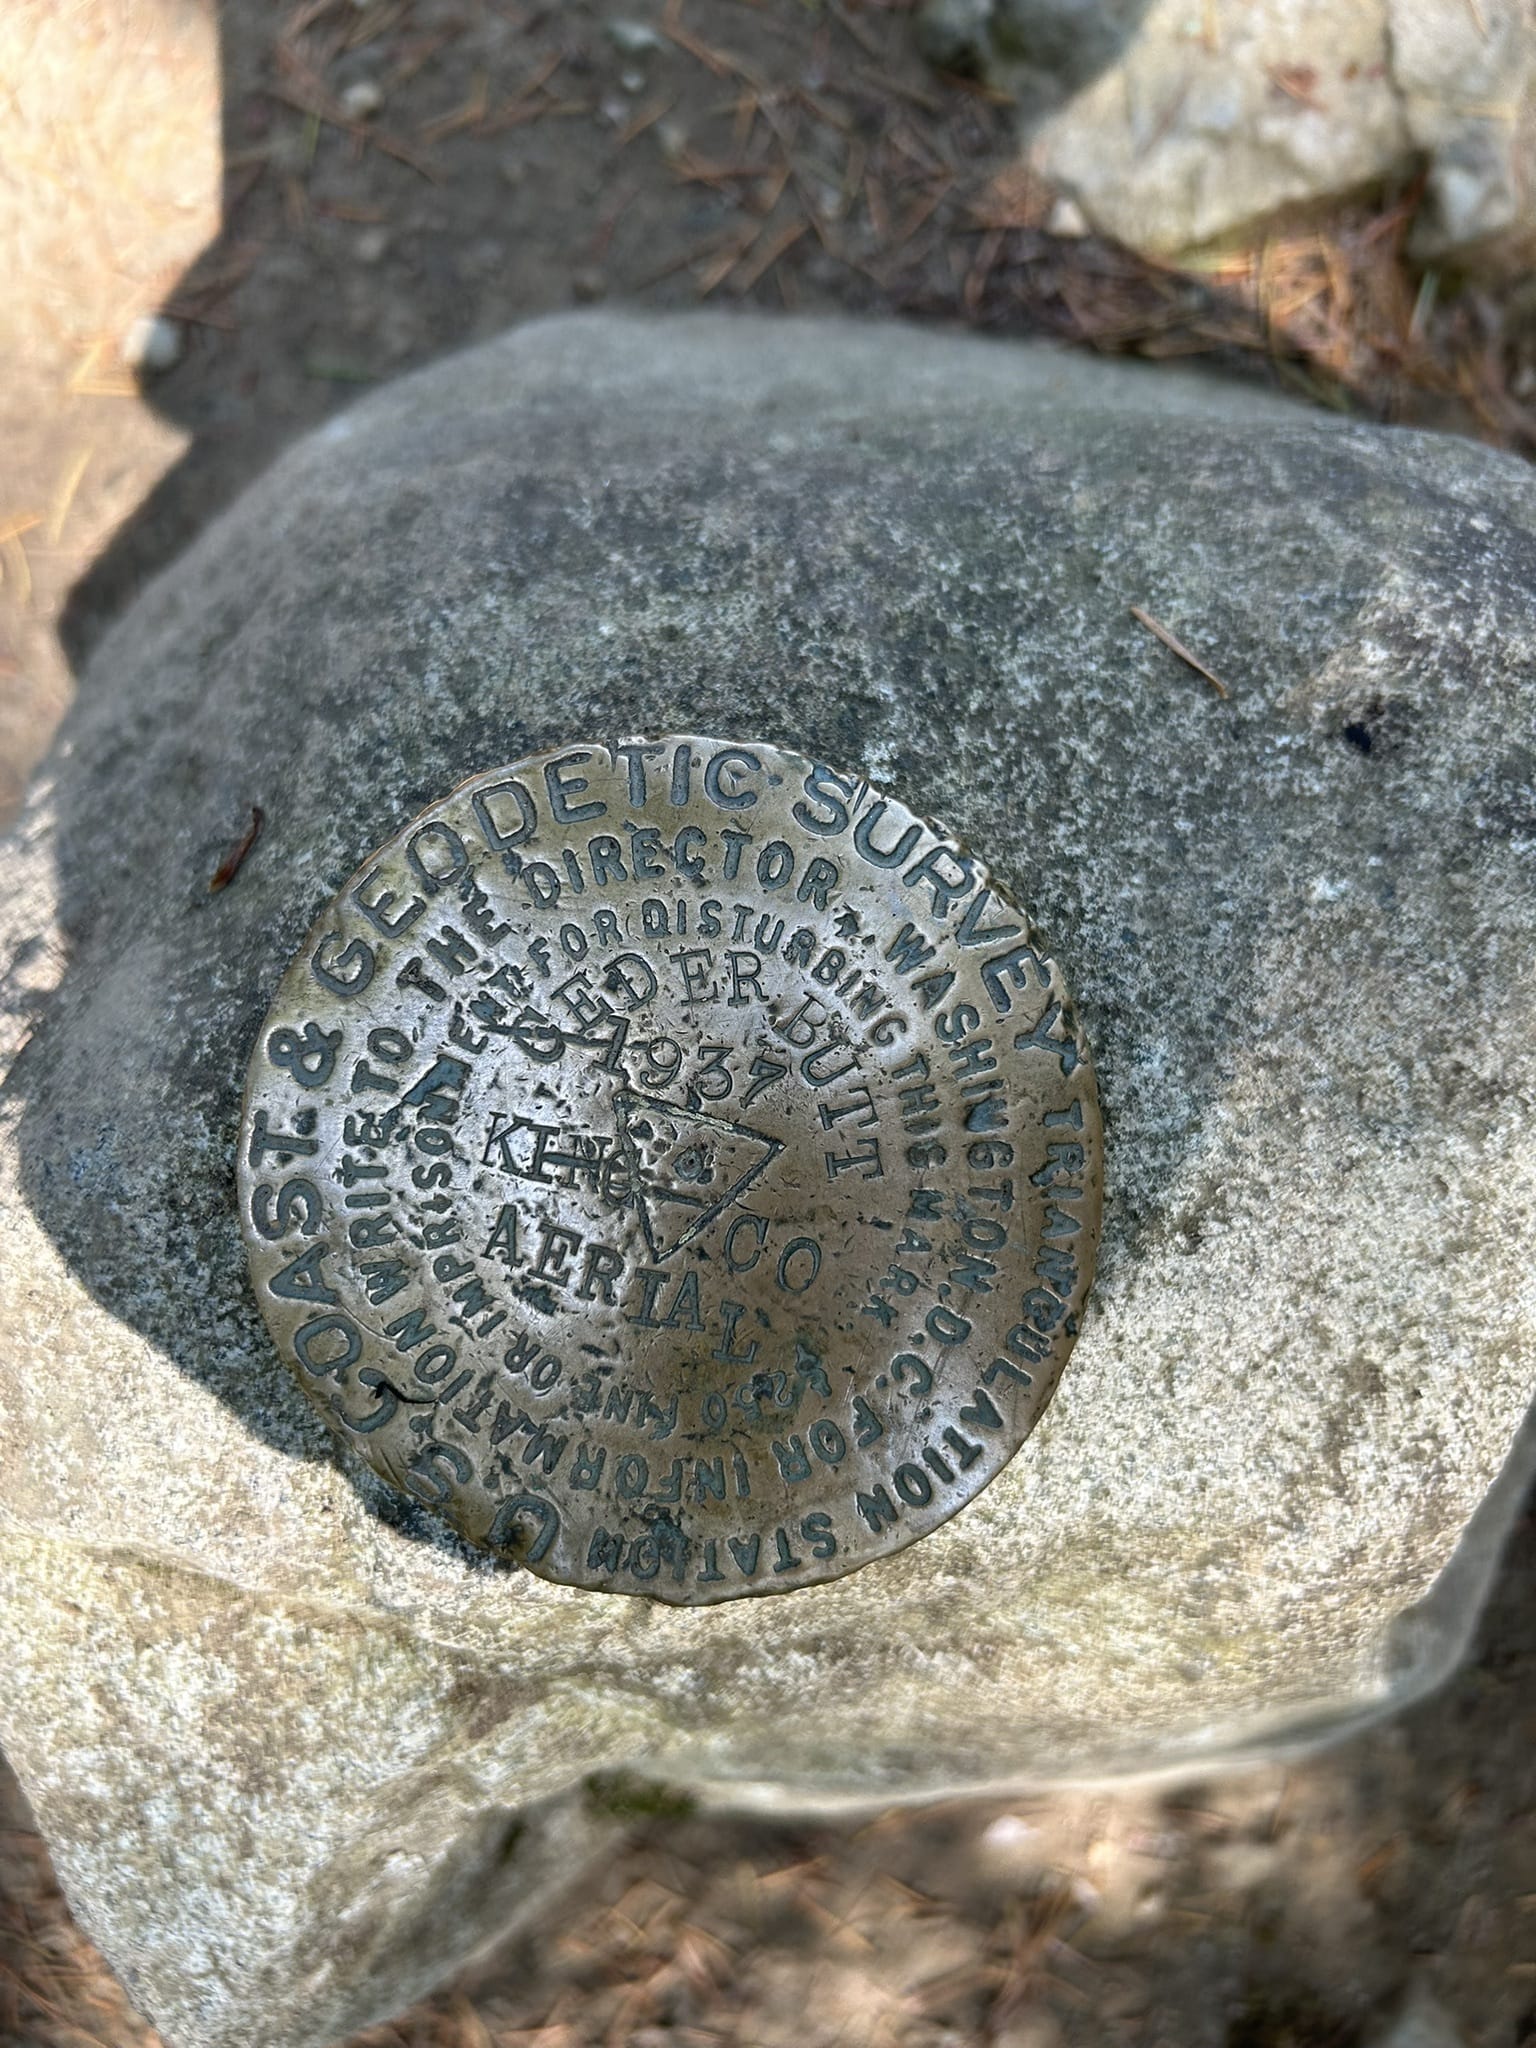 U.S. COAST & GEODETIC SURVEY TRIANGULATION STATION
FOR INFORMATION WRITE TO THE DIRECTOR, WASHINGTON, D.C.
250 FINE OR IMPRISONMENT FOR DISTURBING THIS MARK
CEDER BUTT
1937
KING CO
AERIAL